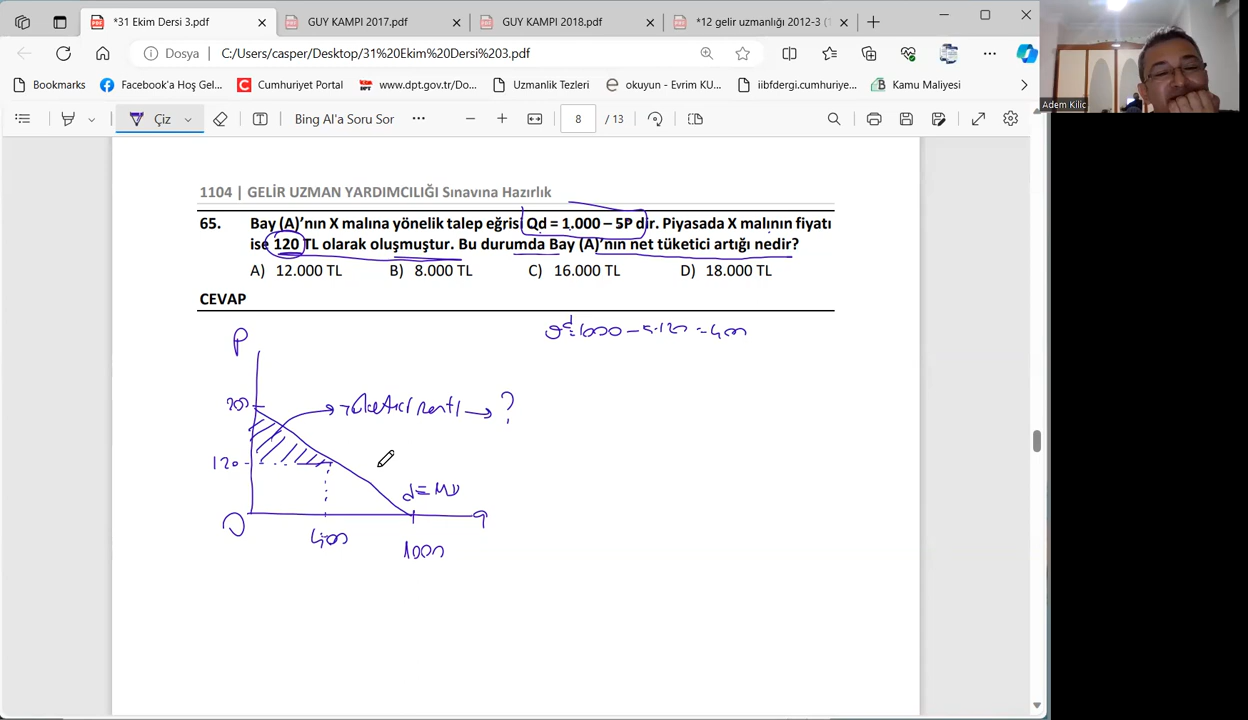 *31 Ekim Dersi 3.pdf
GUY KAMPI 2017.pdf
GUY KAMPI 2018.pdf
*12 gelir uzmanlığı 2012-3 (
Dosya
C:/Users/casper/Desktop/31%20Ekim%20Dersi%203.pdf
Bookmarks
Facebook'a Hoş Gel...
Cumhuriyet Portal
www.dpt.gov.tr/Do...
Uzmanlık Tezleri
okuyun - Evrim KU...
iibfdergi.cumhuriye...
Kamu Maliyesi
Çiz
Bing Al'a Soru Sor
8 / 13
Adem Kilic
1104 | GELİR UZMAN YARDIMCILIĞI Sınavına Hazırlık
65. Bay (A)'nın X malına yönelik talep eğrisi Qd = 1.000 – 5P dir. Piyasada X malının fiyatı
ise 120 TL olarak oluşmuştur. Bu durumda Bay (A)'nın net tüketici artığı nedir?
A) 12.000 TL B) 8.000 TL C) 16.000 TL D) 18.000 TL
CEVAP
Qd=1000-5.120=400
P
200
Tüketici rantı → ?
120
d=MU
0
400
1000
q